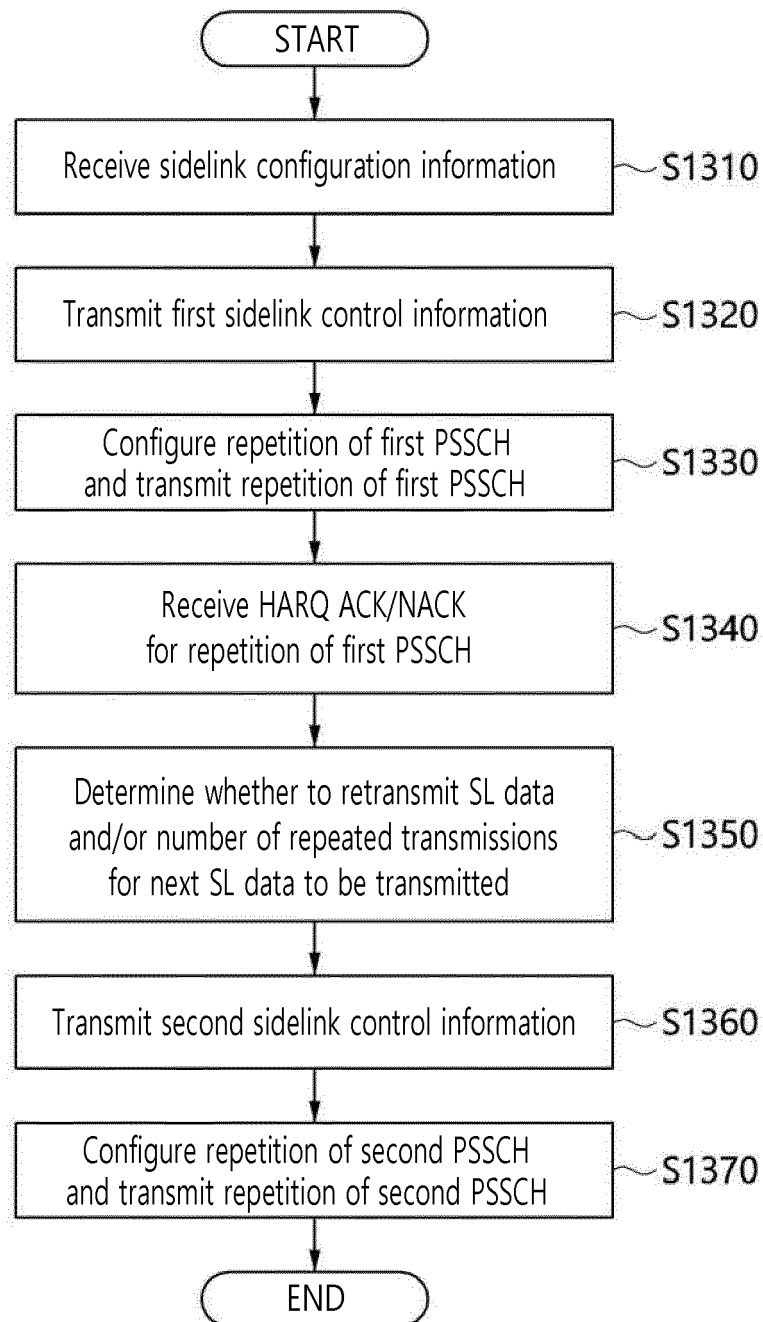 START
Receive sidelink configuration information
S1310
Transmit first sidelink control information
S1320
Configure repetition of first PSSCH
and transmit repetition of first PSSCH
S1330
Receive HARQ ACK/NACK
for repetition of first PSSCH
S1340
Determine whether to retransmit SL data
and/or number of repeated transmissions
for next SL data to be transmitted
S1350
Transmit second sidelink control information
S1360
Configure repetition of second PSSCH
and transmit repetition of second PSSCH
S1370
END